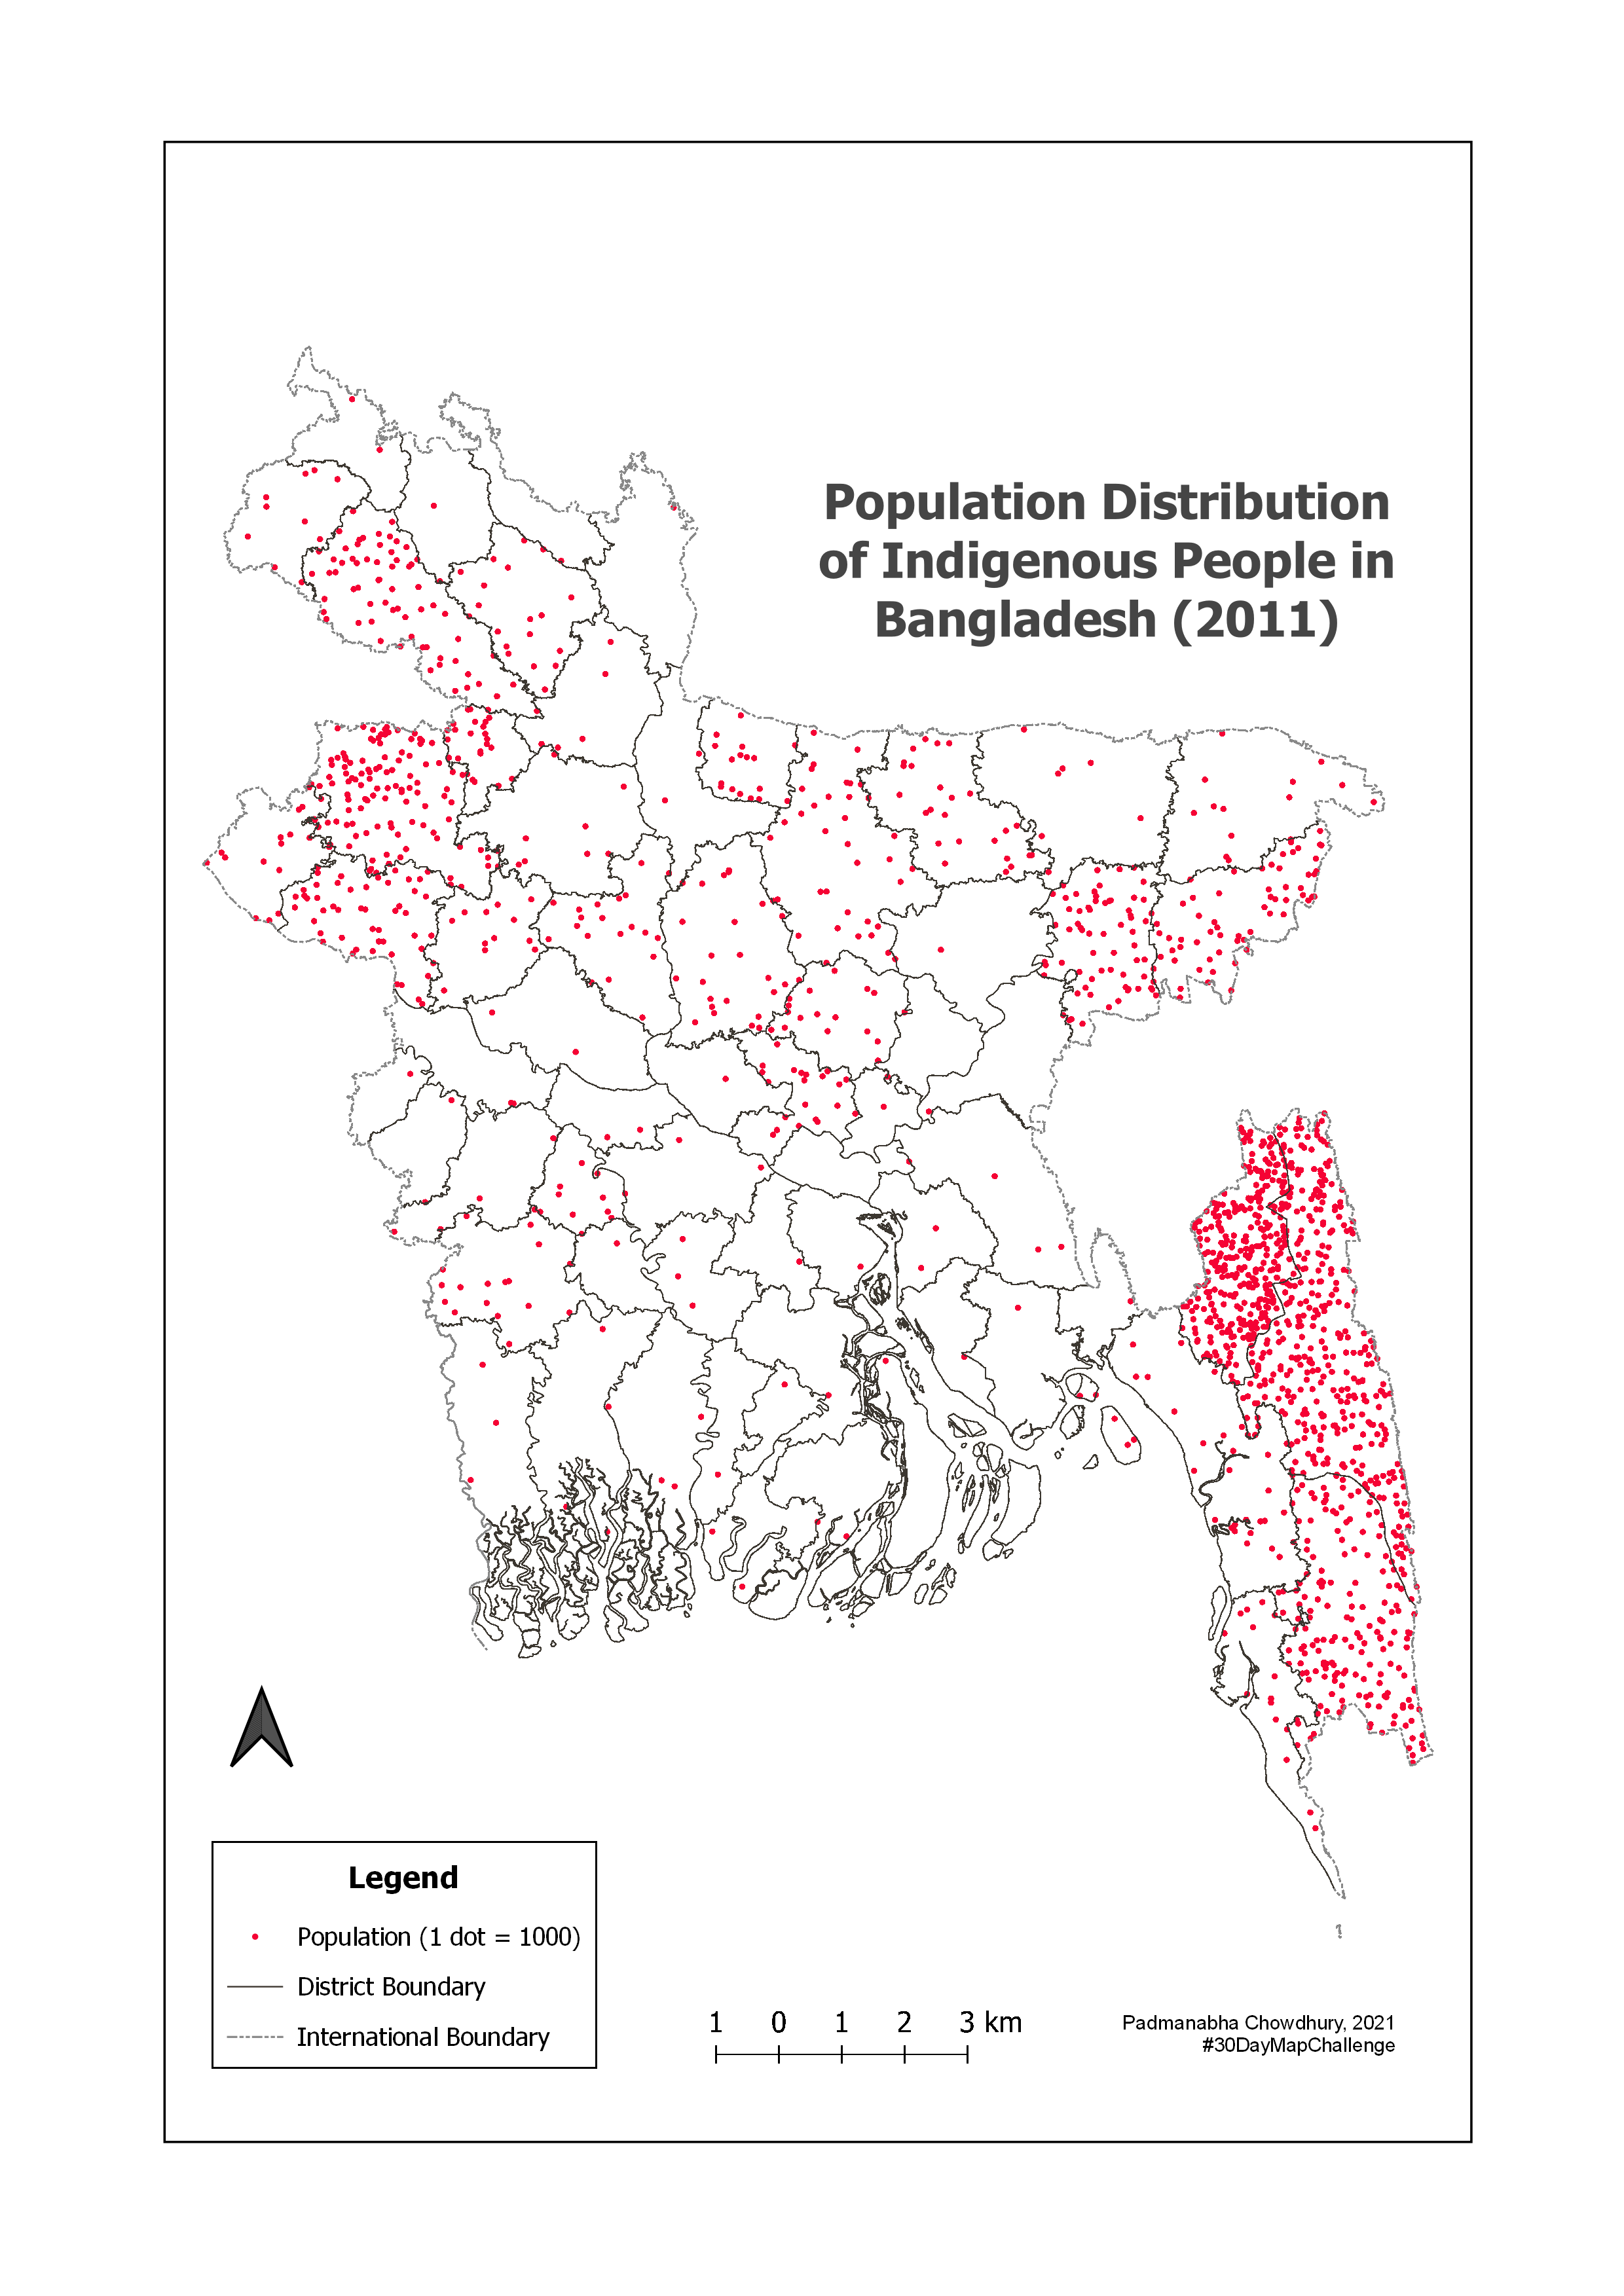 Population Distribution
of Indigenous People in
Bangladesh (2011)
Legend
Population (1 dot = 1000)
District Boundary
International Boundary
1 0 1 2 3 km
Padmanabha Chowdhury, 2021
#30DayMapChallenge